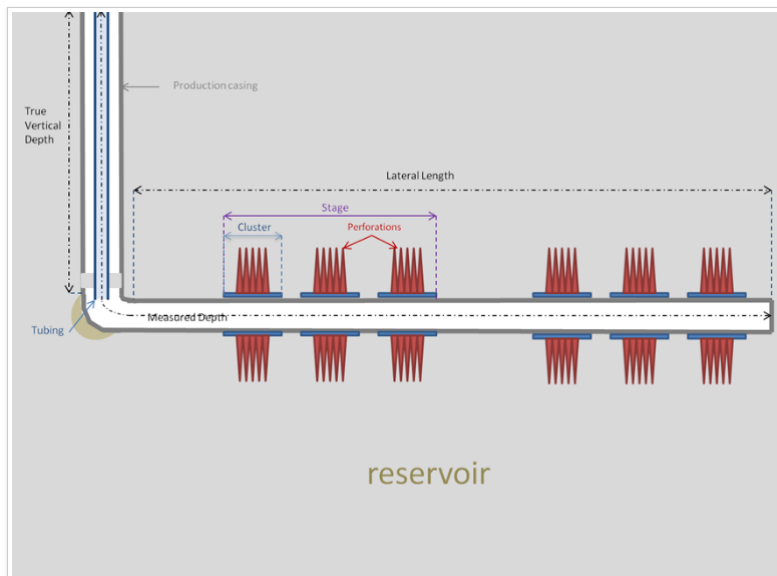 Production casing
True
Vertical
Depth
Lateral Length
Stage
Cluster
Perforations
Measured Depth
Tubing
reservoir